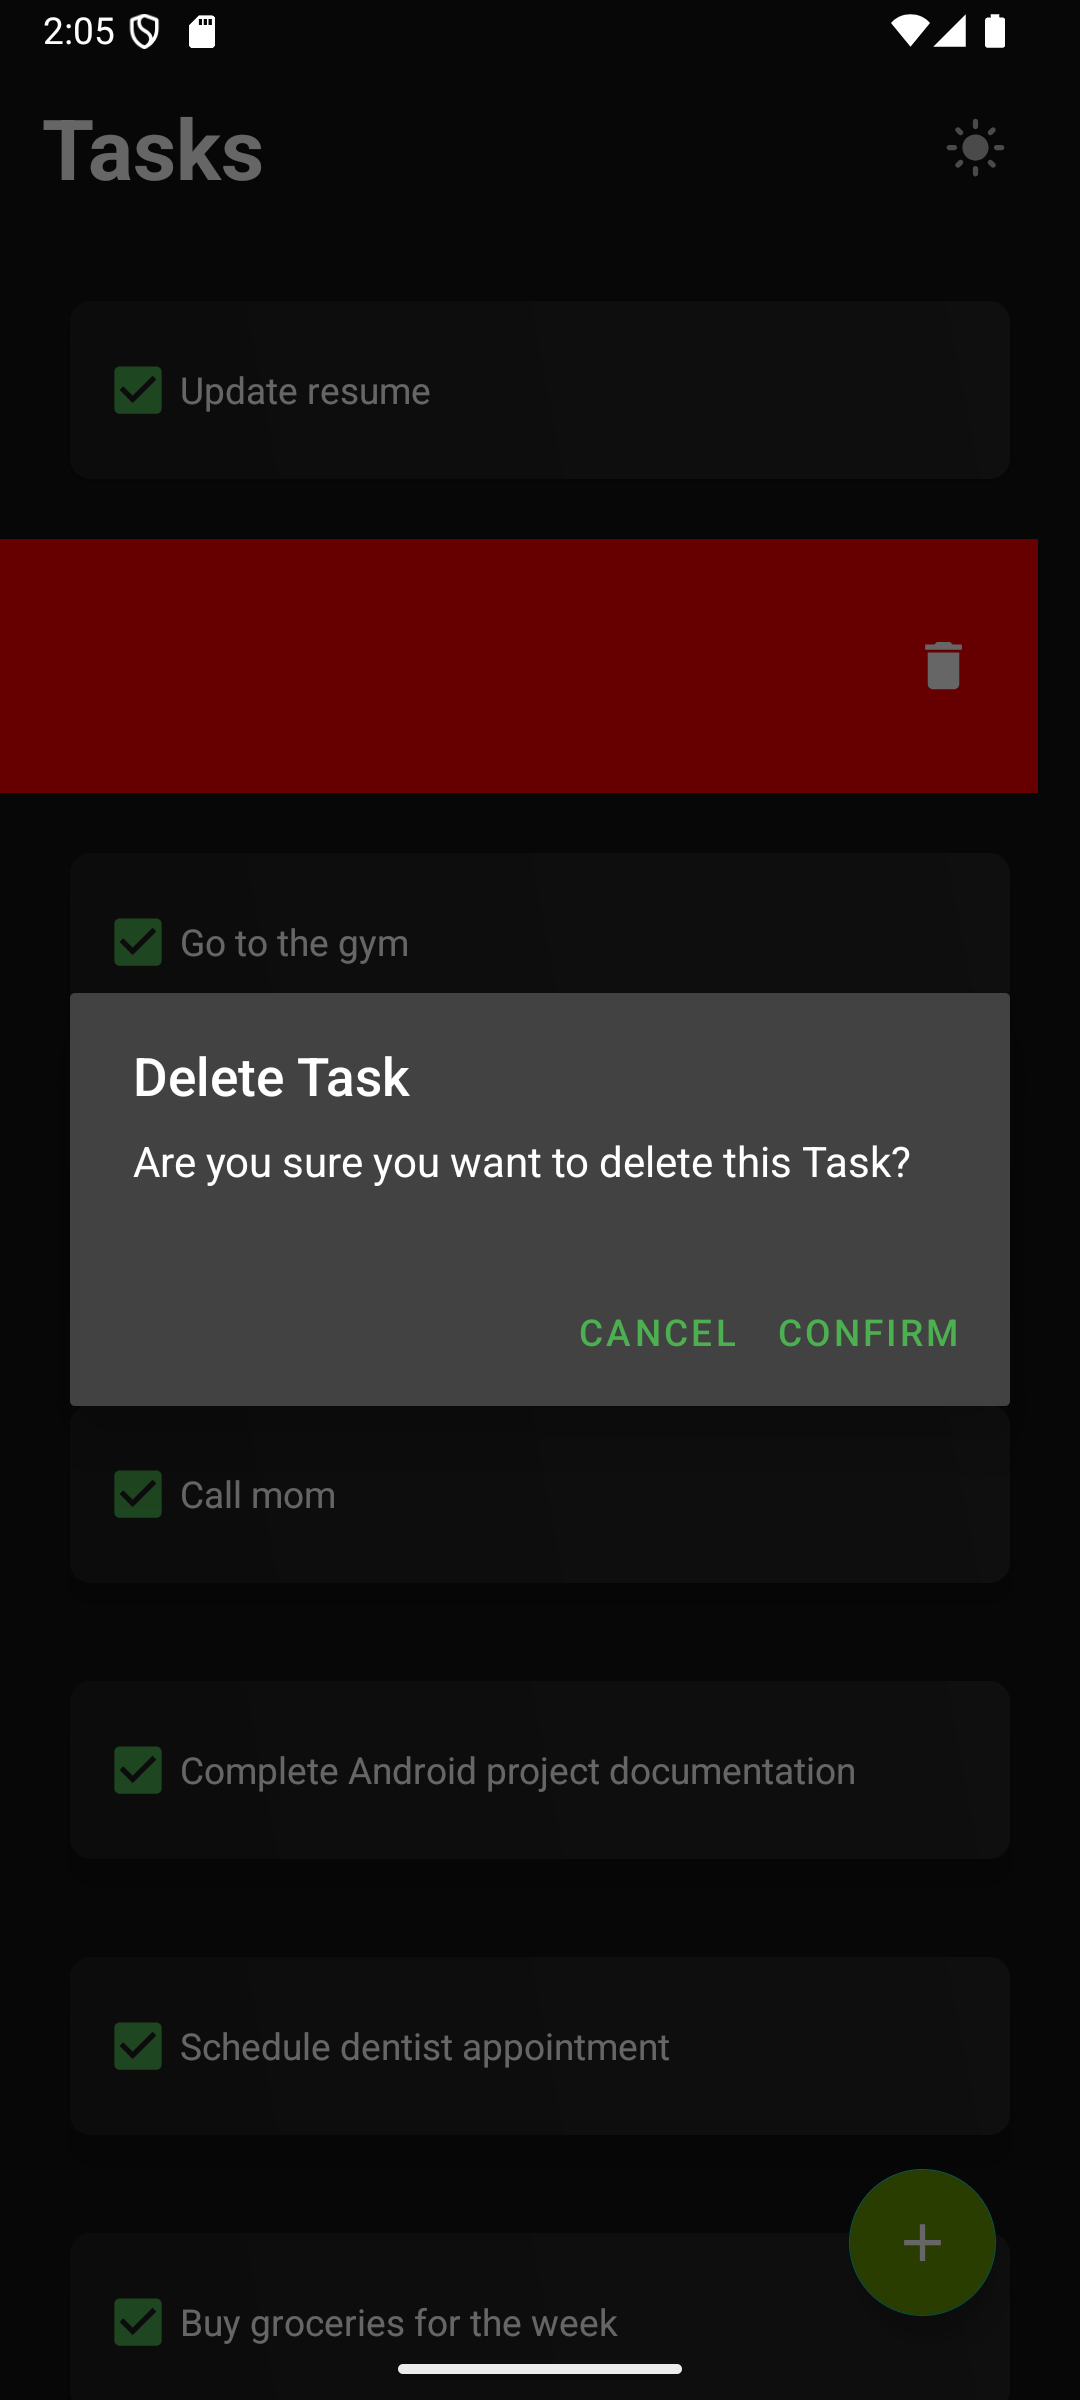 2:05
Tasks
Update resume
Go to the gym
Delete Task
Are you sure you want to delete this Task?
CANCEL CONFIRM
Call mom
Complete Android project documentation
Schedule dentist appointment
Buy groceries for the week